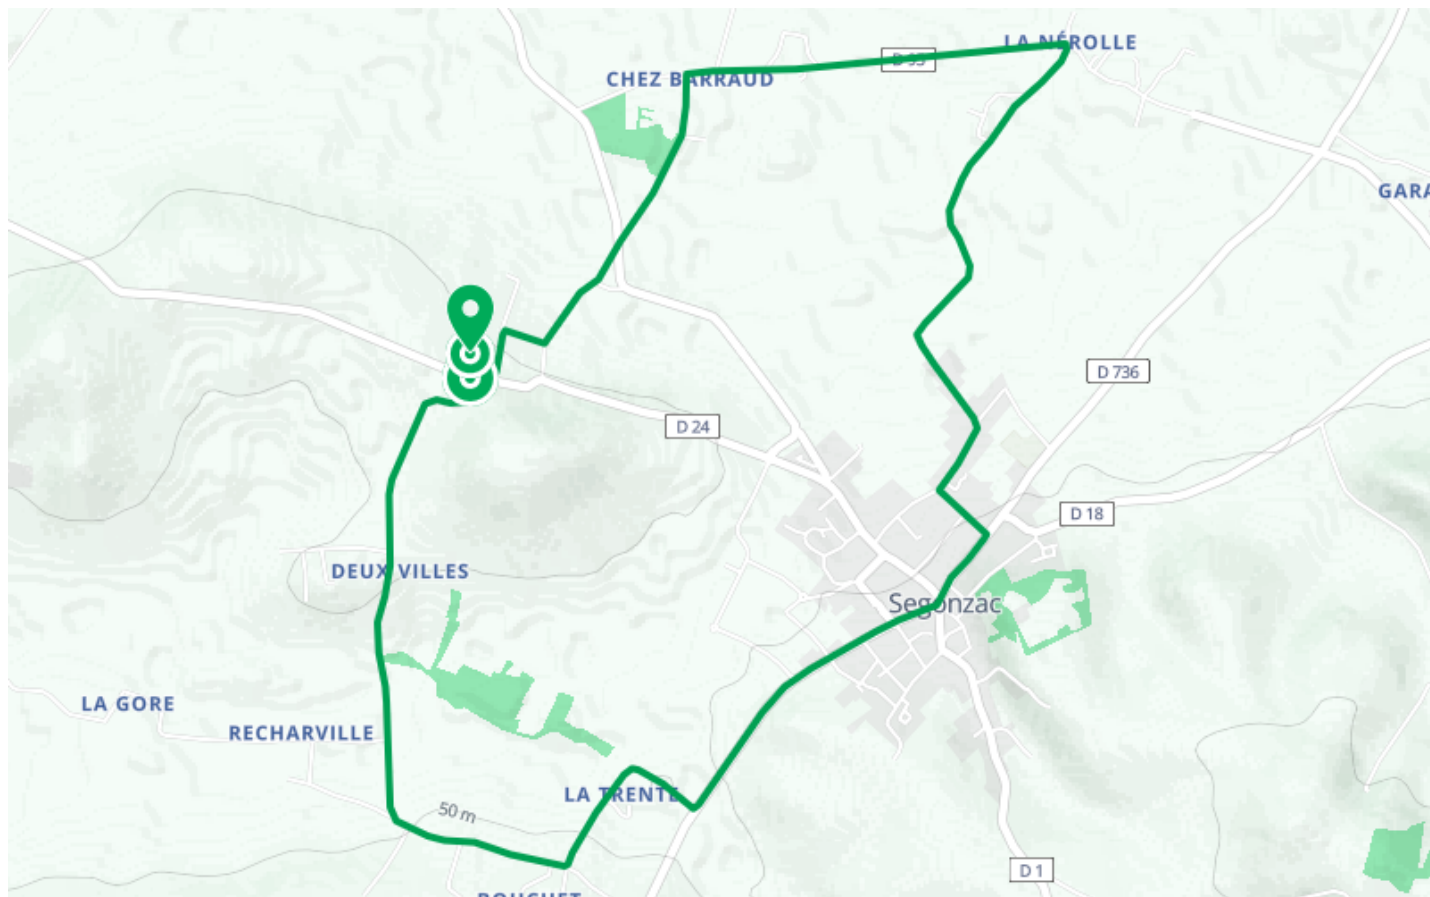 LA NÉROLLE
CHEZ BARRAUD
GARA
D 736
D 24
D 18
DEUX VILLES
Segonzac
LA GORE
RECHARVILLE
LA TRENTE
50 m
D 1